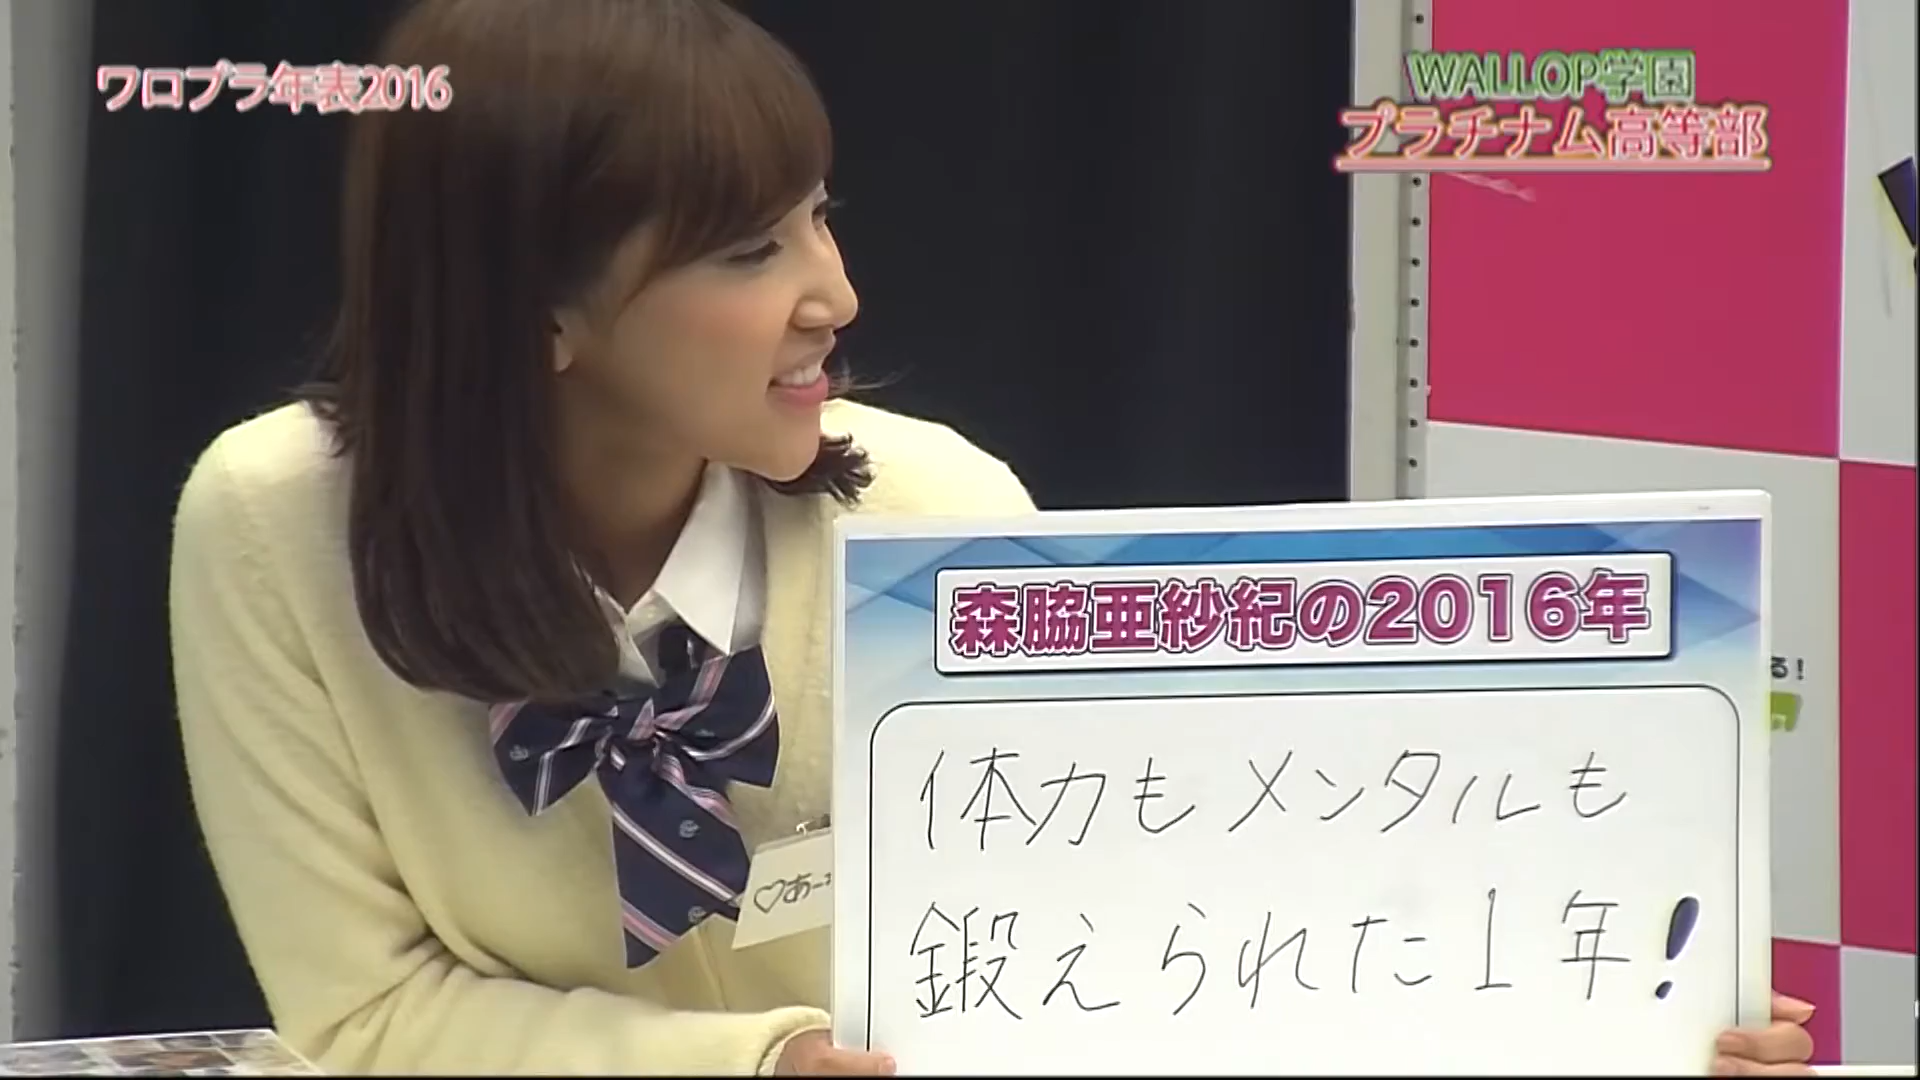 ワロプラ年表2016
WALLOP学園
プラチナム高等部
森脇亜紗紀の2016年
体力もメンタルも
鍛えられた1年!
♡あー